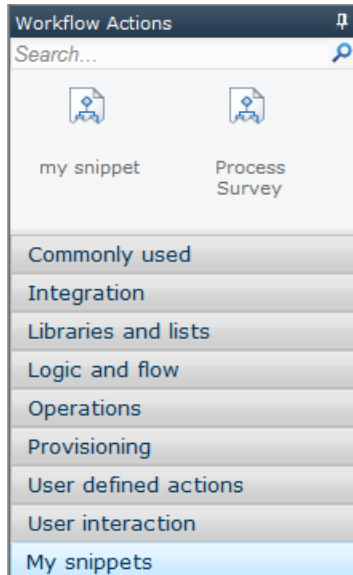 Workflow Actions
Search...
my snippet
Process
Survey
Commonly used
Integration
Libraries and lists
Logic and flow
Operations
Provisioning
User defined actions
User interaction
My snippets